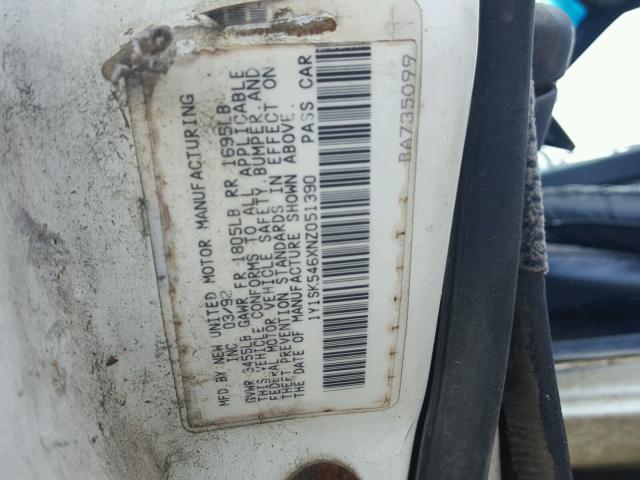 MFD. BY NEW UNITED MOTOR MANUFACTURING
INC. 03/92
GVWR 3455LB GAWR FR 1805LB RR 1695LB
THIS VEHICLE CONFORMS TO ALL APPLICABLE
FEDERAL MOTOR VEHICLE SAFETY, BUMPER, AND
THEFT PREVENTION STANDARDS IN EFFECT ON
THE DATE OF MANUFACTURE SHOWN ABOVE.
1Y1SK546XNZ051390 PASS CAR
BA735099